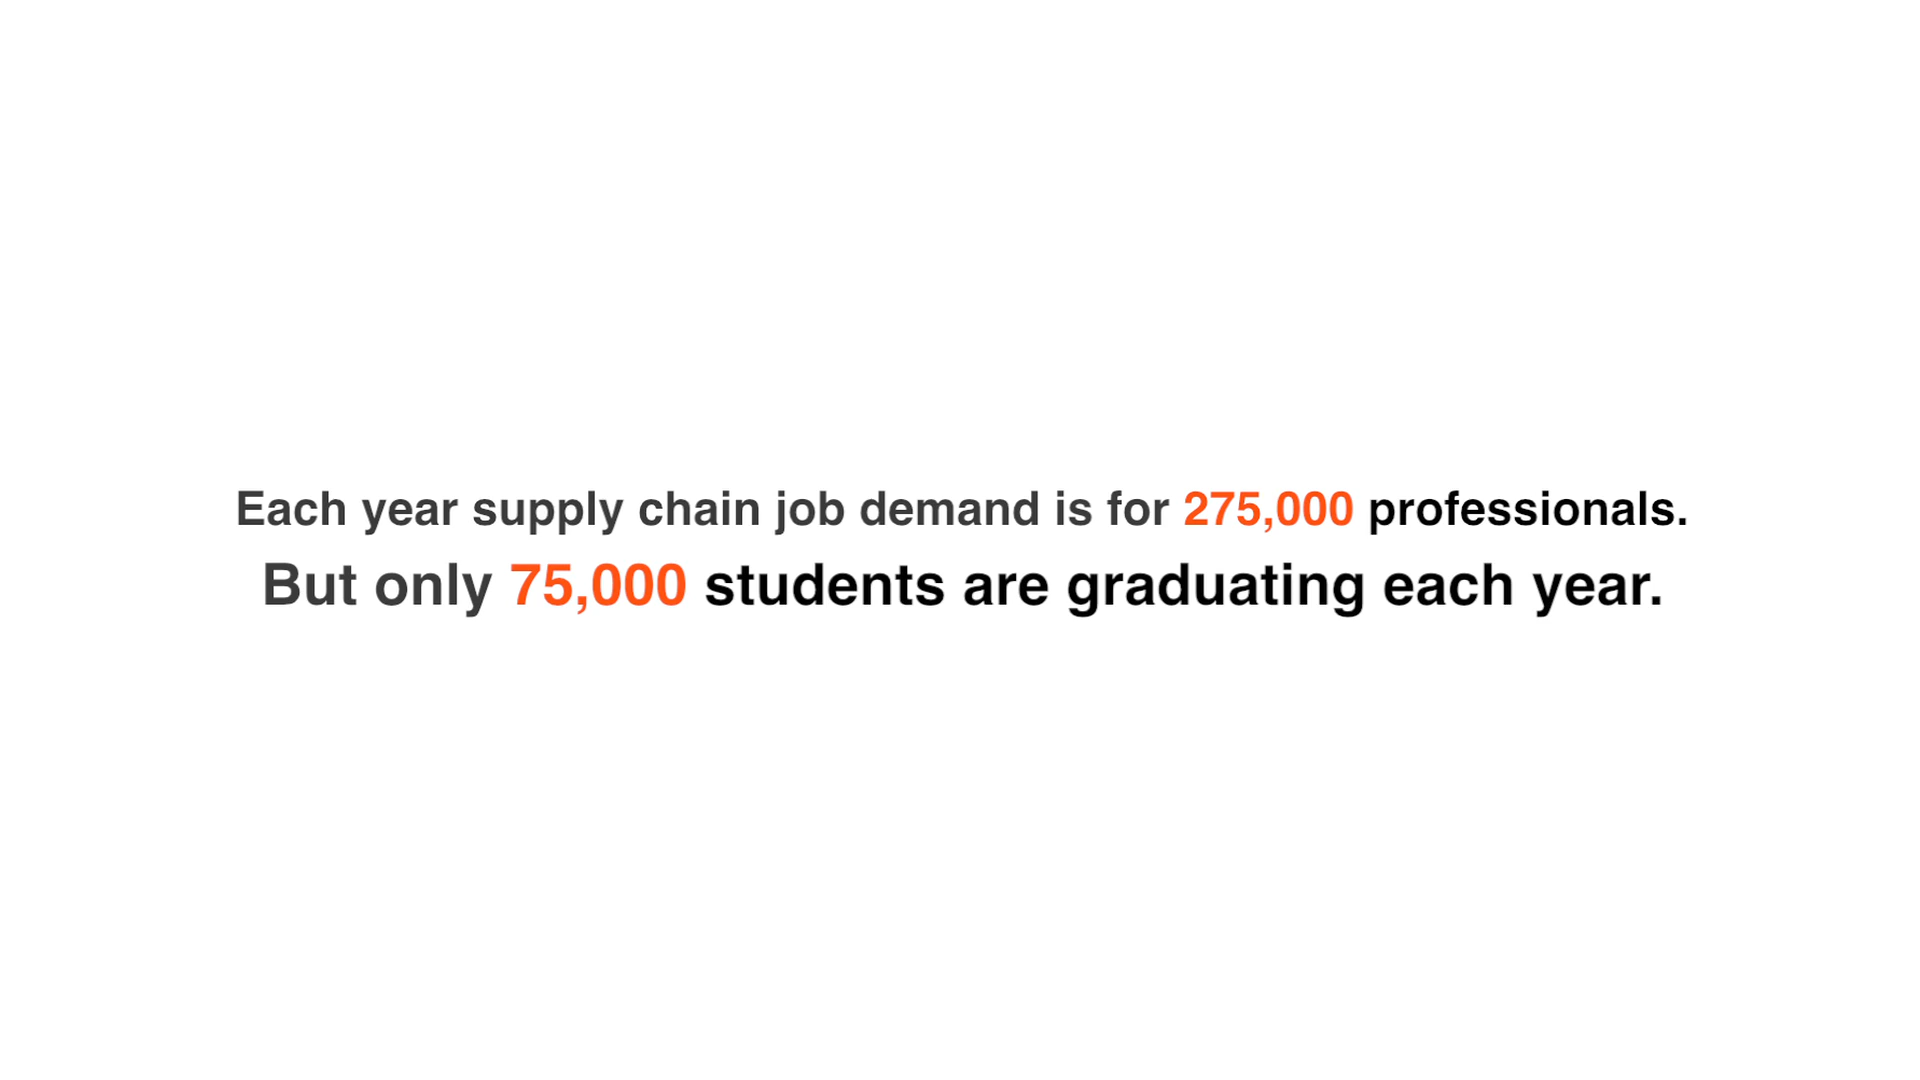 Each year supply chain job demand is for 275,000 professionals.
But only 75,000 students are graduating each year.